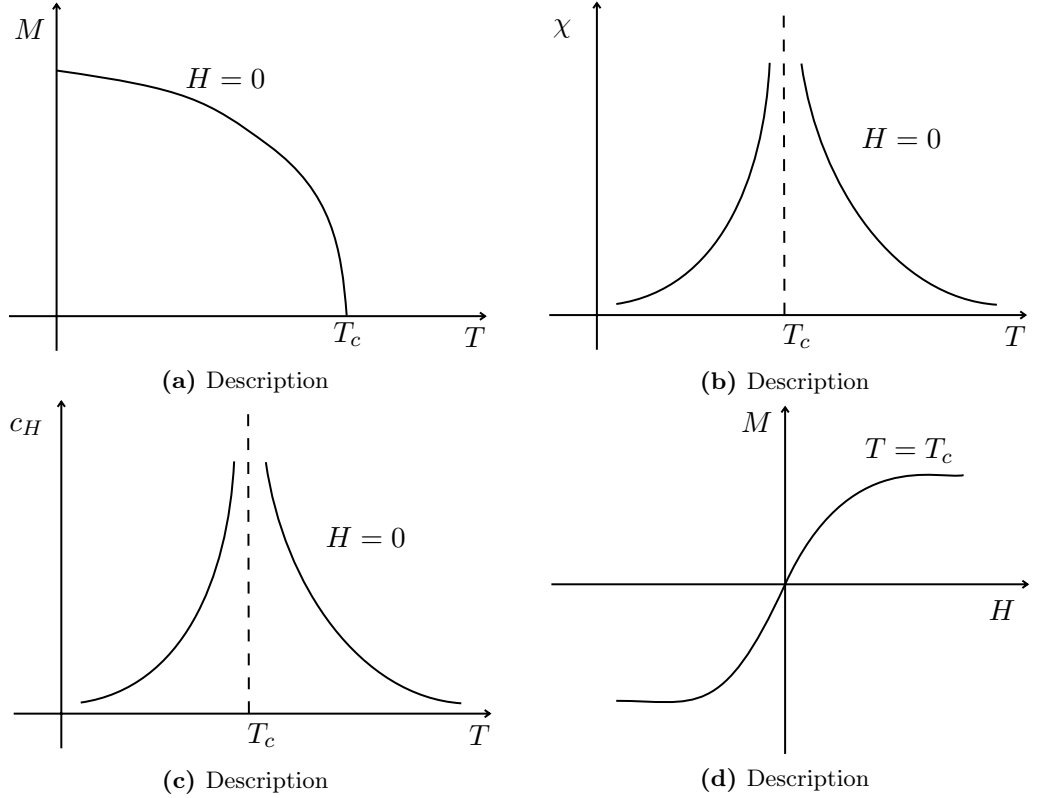 M
H = 0
T_c
T
(a) Description
χ
H = 0
T_c
T
(b) Description
c_H
H = 0
T_c
T
(c) Description
M
T = T_c
H
(d) Description